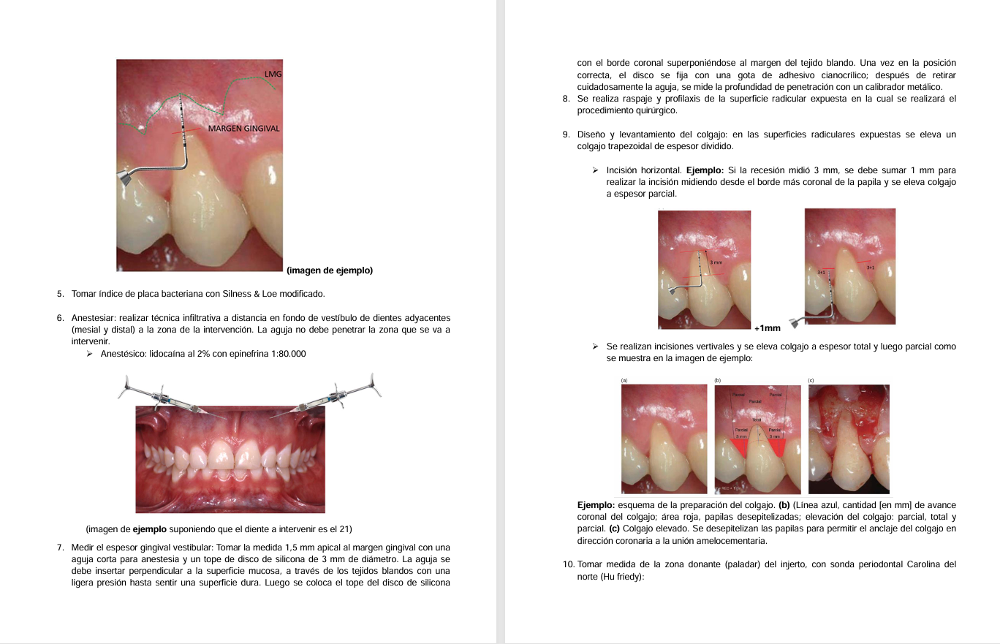 LMG
MARGEN GINGIVAL
(imagen de ejemplo)
5. Tomar índice de placa bacteriana con Silness & Loe modificado.
6. Anestesiar: realizar técnica infiltrativa a distancia en fondo de vestíbulo de dientes adyacentes
(mesial y distal) a la zona de la intervención. La aguja no debe penetrar la zona que se va a
intervenir.
➢ Anestésico: lidocaína al 2% con epinefrina 1:80.000
(imagen de ejemplo suponiendo que el diente a intervenir es el 21)
7. Medir el espesor gingival vestibular: Tomar la medida 1,5 mm apical al margen gingival con una
aguja corta para anestesia y un tope de disco de silicona de 3 mm de diámetro. La aguja se
debe insertar perpendicular a la superficie mucosa, a través de los tejidos blandos con una
ligera presión hasta sentir una superficie dura. Luego se coloca el tope del disco de silicona
con el borde coronal superponiéndose al margen del tejido blando. Una vez en la posición
correcta, el disco se fija con una gota de adhesivo cianocrílico; después de retirar
cuidadosamente la aguja, se mide la profundidad de penetración con un calibrador metálico.
8. Se realiza raspaje y profilaxis de la superficie radicular expuesta en la cual se realizará el
procedimiento quirúrgico.
9. Diseño y levantamiento del colgajo: en las superficies radiculares expuestas se eleva un
colgajo trapezoidal de espesor dividido.
➢ Incisión horizontal. Ejemplo: Si la recesión midió 3 mm, se debe sumar 1 mm para
realizar la incisión midiendo desde el borde más coronal de la papila y se eleva colgajo
a espesor parcial.
3 mm
+1mm
3+1
3+1
➢ Se realizan incisiones verticales y se eleva colgajo a espesor total y luego parcial como
se muestra en la imagen de ejemplo:
(a) (b) (c)
Parcial Parcial
Parcial
Total
Parcial Parcial
3 mm 3 mm
Ejemplo: esquema de la preparación del colgajo. (b) (Línea azul, cantidad [en mm] de avance
coronal del colgajo; área roja, papilas desepitelizadas; elevación del colgajo: parcial, total y
parcial. (c) Colgajo elevado. Se desepitelizan las papilas para permitir el anclaje del colgajo en
dirección coronaria a la unión amelocementaria.
10. Tomar medida de la zona donante (paladar) del injerto, con sonda periodontal Carolina del
norte (Hu friedy):